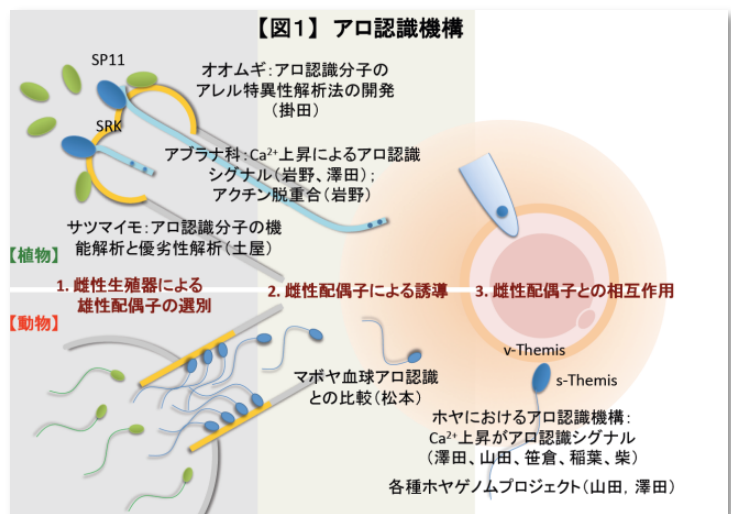 【図1】 アロ認識機構
SP11
オオムギ：アロ認識分子の
アレル特異性解析法の開発
（掛田）
SRK
アブラナ科：Ca²⁺上昇によるアロ認識
シグナル（岩野、澤田）；
アクチン脱重合（岩野）
サツマイモ：アロ認識分子の機
能解析と優劣性解析（土屋）
【植物】
1. 雌性生殖器による
雄性配偶子の選別
2. 雌性配偶子による誘導
3. 雌性配偶子との相互作用
【動物】
v-Themis
s-Themis
マボヤ血球アロ認識
との比較（松本）
ホヤにおけるアロ認識機構：
Ca²⁺上昇がアロ認識シグナル
（澤田、山田、笹倉、稲葉、柴）
各種ホヤゲノムプロジェクト（山田，澤田）